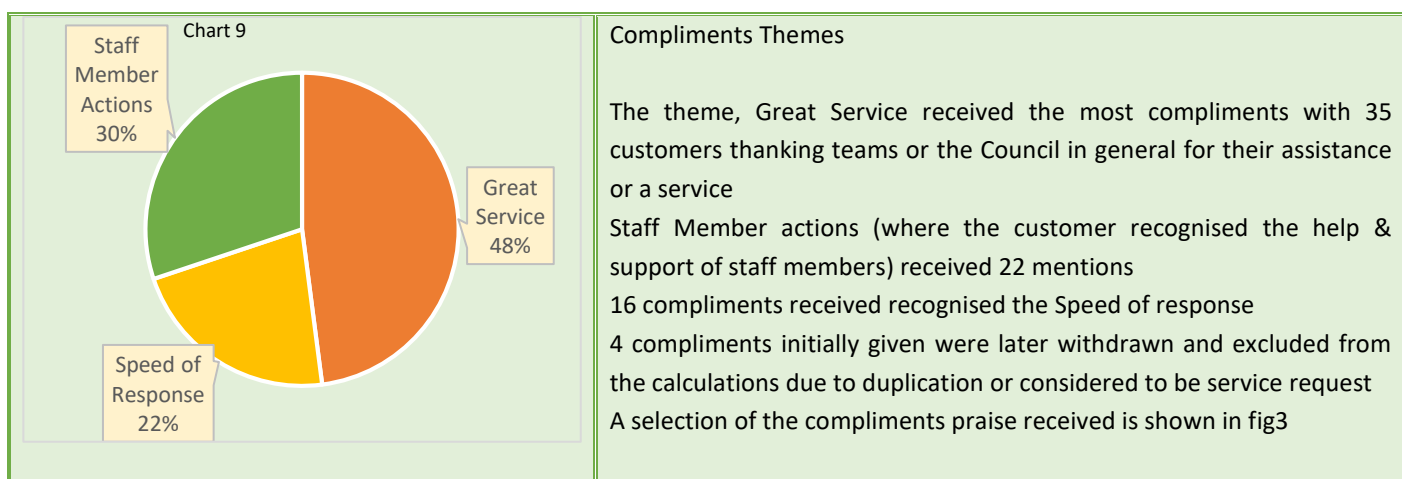 Chart 9
Staff
Member
Actions
30%
Great
Service
48%
Speed of
Response
22%
Compliments Themes
The theme, Great Service received the most compliments with 35
customers thanking teams or the Council in general for their assistance
or a service
Staff Member actions (where the customer recognised the help &
support of staff members) received 22 mentions
16 compliments received recognised the Speed of response
4 compliments initially given were later withdrawn and excluded from
the calculations due to duplication or considered to be service request
A selection of the compliments praise received is shown in fig3